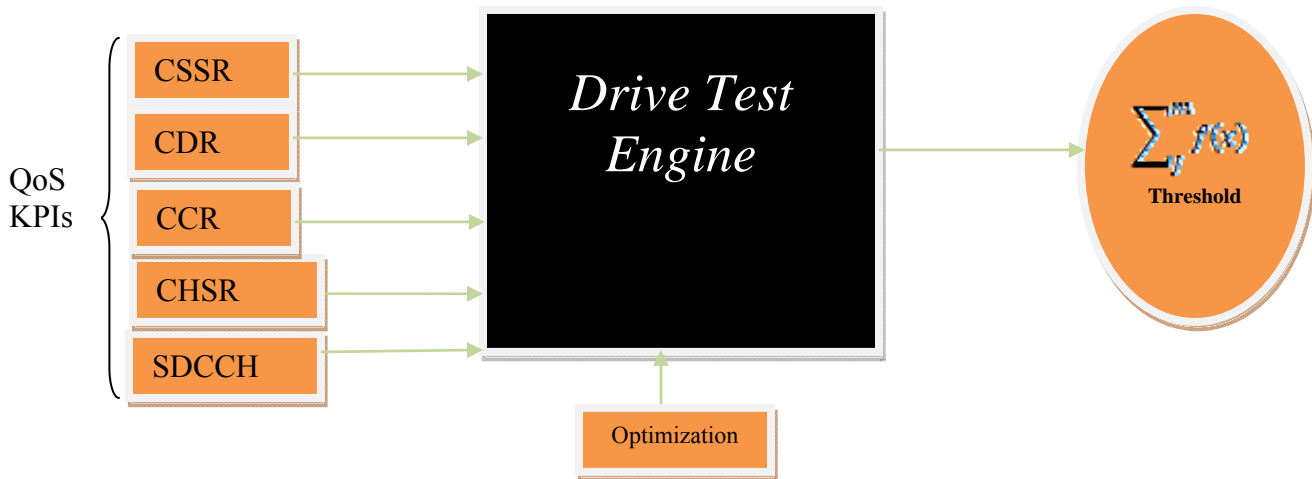 QoS
KPIs
CSSR
CDR
CCR
CHSR
SDCCH
Drive Test
Engine
Optimization
∑ f(x)
Threshold